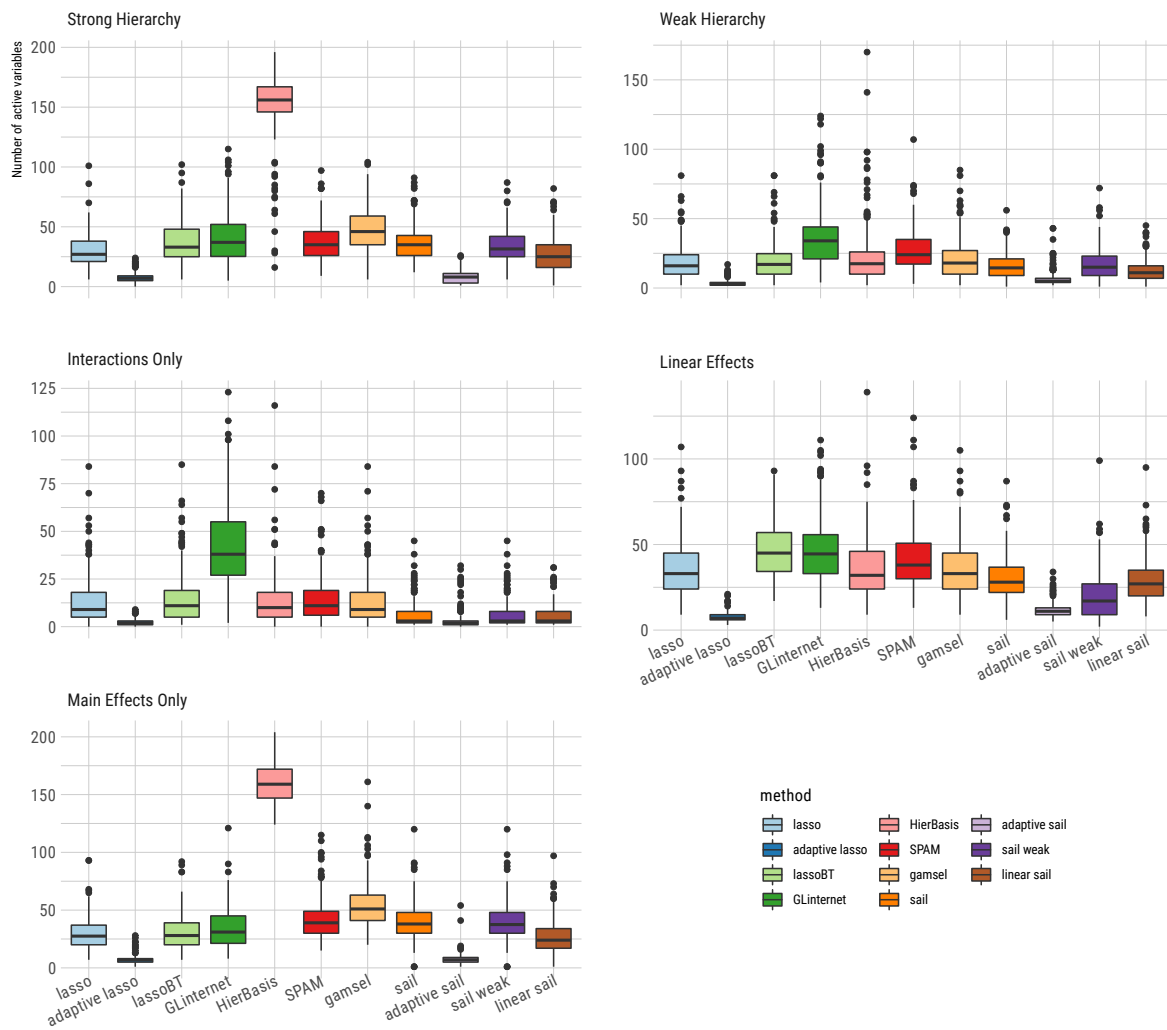 Strong Hierarchy
Number of active variables
200
150
100
50
0
Weak Hierarchy
150
100
50
0
Interactions Only
125
100
75
50
25
0
Linear Effects
100
50
0
lasso
adaptive lasso
lassoBT
GLinternet
HierBasis
SPAM
gamsel
sail
adaptive sail
sail weak
linear sail
Main Effects Only
200
150
100
50
0
lasso
adaptive lasso
lassoBT
GLinternet
HierBasis
SPAM
gamsel
sail
adaptive sail
sail weak
linear sail
method
lasso
adaptive lasso
lassoBT
GLinternet
HierBasis
SPAM
gamsel
sail
adaptive sail
sail weak
linear sail